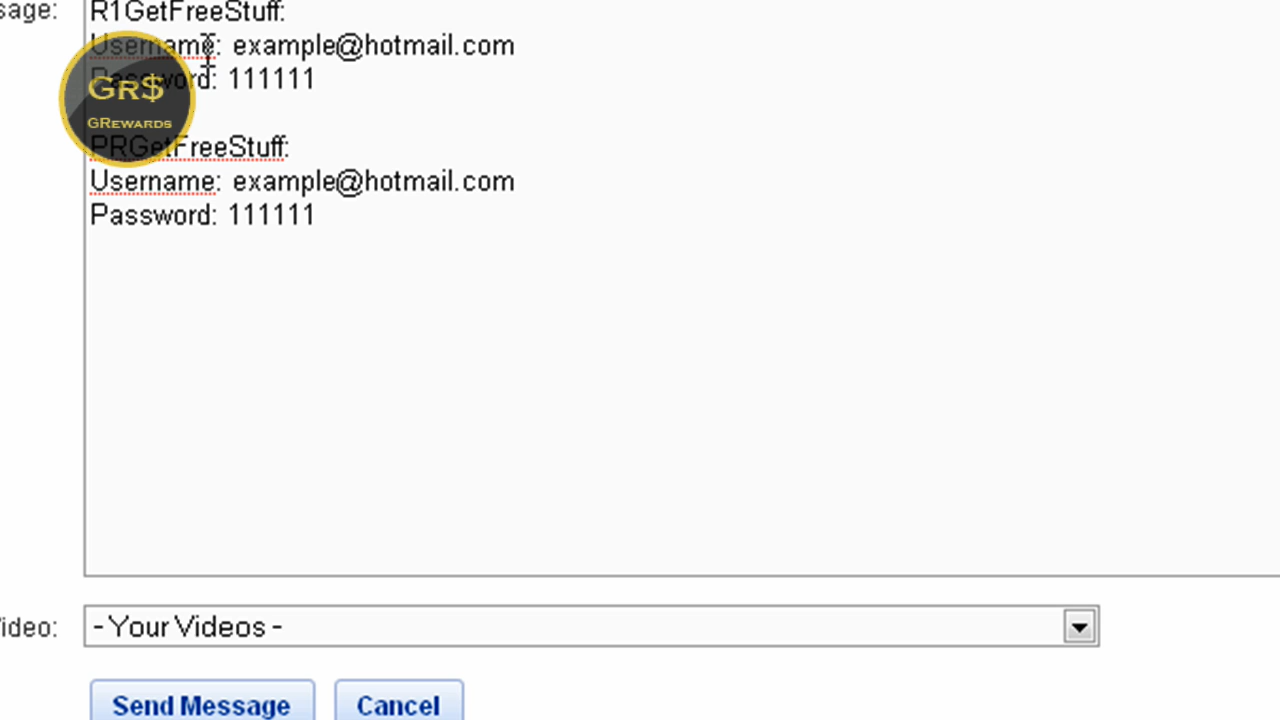 sage:
R1GetFreeStuff:
Username: example@hotmail.com
Password: 111111
GR$
GREWARDS
PRGetFreeStuff:
Username: example@hotmail.com
Password: 111111
ideo:
- Your Videos -
Send Message
Cancel